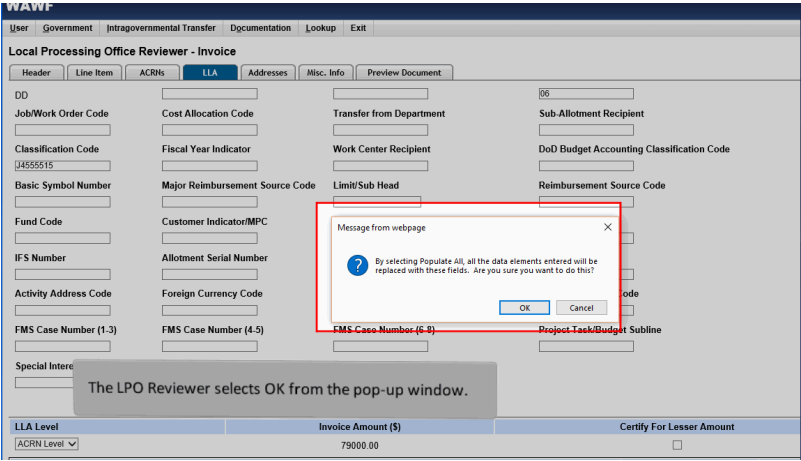 WAWF
User Government Intragovernmental Transfer Documentation Lookup Exit
Local Processing Office Reviewer - Invoice
Header Line Item ACRNs LLA Addresses Misc. Info Preview Document
DD 06
Job/Work Order Code Cost Allocation Code Transfer from Department Sub-Allotment Recipient
Classification Code Fiscal Year Indicator Work Center Recipient DoD Budget Accounting Classification Code
J4555515
Basic Symbol Number Major Reimbursement Source Code Limit/Sub Head Reimbursement Source Code
Fund Code Customer Indicator/MPC
Message from webpage
By selecting Populate All, all the data elements entered will be
replaced with these fields. Are you sure you want to do this?
OK Cancel
IFS Number Allotment Serial Number
Activity Address Code Foreign Currency Code Code
FMS Case Number (1-3) FMS Case Number (4-5) FMS Case Number (6-8) Project Task/Budget Subline
Special Intere
The LPO Reviewer selects OK from the pop-up window.
LLA Level Invoice Amount ($) Certify For Lesser Amount
ACRN Level 79000.00